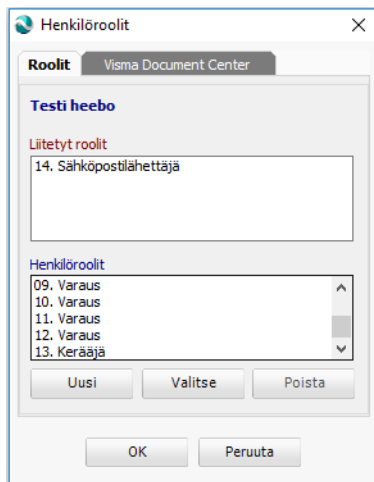 Henkilöroolit
Roolit
Visma Document Center
Testi heebo
Liitetyt roolit
14. Sähköpostilähettäjä
Henkilöroolit
09. Varaus
10. Varaus
11. Varaus
12. Varaus
13. Kerääjä
Uusi
Valitse
Poista
OK
Peruuta